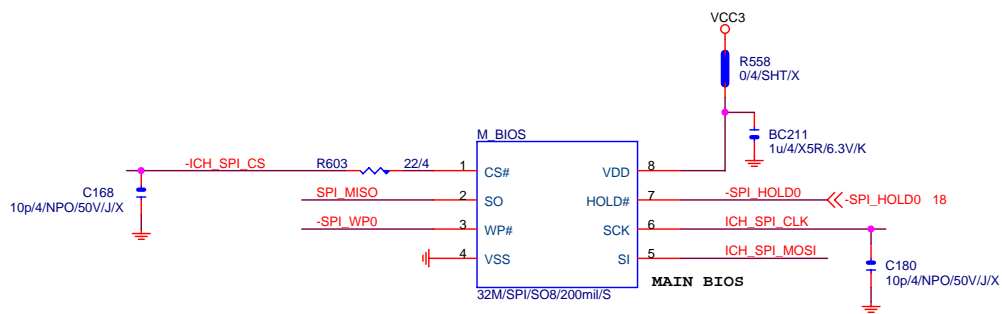 VCC3
R558
0/4/SHT/X
BC211
1u/4/X5R/6.3V/K
M_BIOS
-ICH_SPI_CS R603 22/4 1 CS# VDD 8
C168
10p/4/NPO/50V/J/X
SPI_MISO 2 SO HOLD# 7 -SPI_HOLD0 -SPI_HOLD0 18
-SPI_WP0 3 WP# SCK 6 ICH_SPI_CLK
4 VSS SI 5 ICH_SPI_MOSI
C180
10p/4/NPO/50V/J/X
MAIN BIOS
32M/SPI/SO8/200mil/S